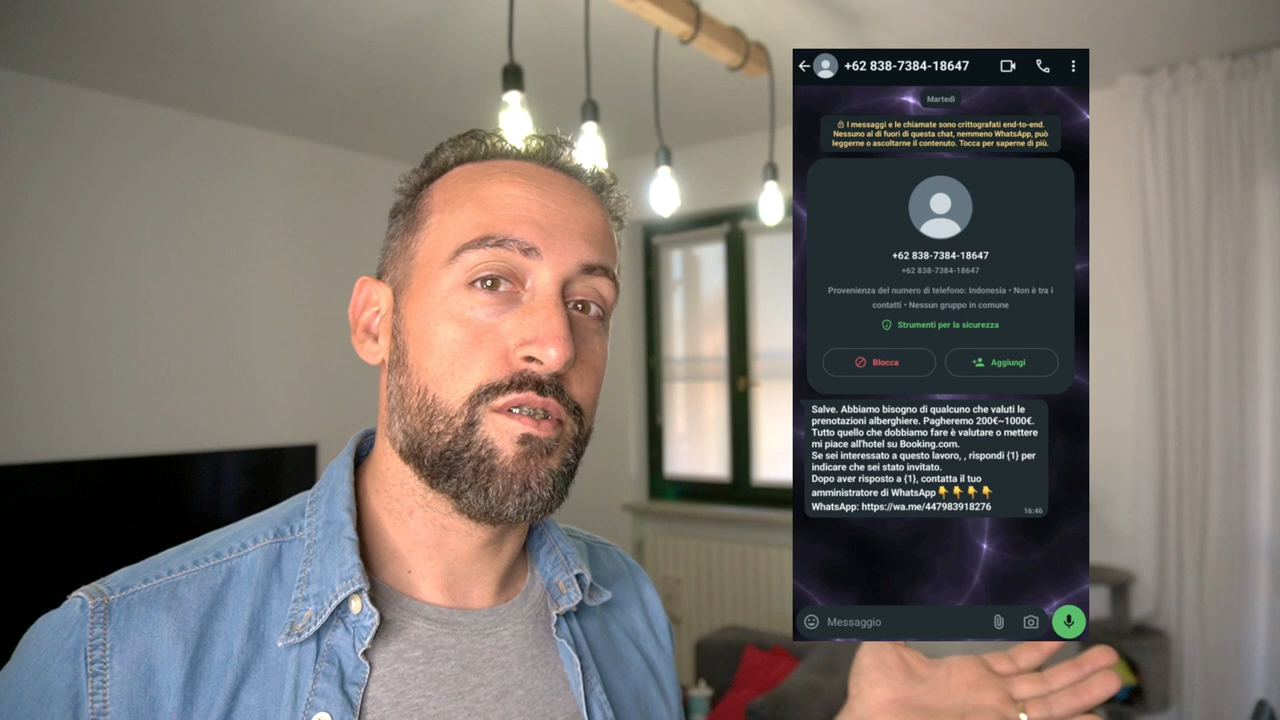 +62 838-7384-18647
Martedì
I messaggi e le chiamate sono crittografati end-to-end.
Nessuno al di fuori di questa chat, nemmeno WhatsApp, può
leggerne o ascoltarne il contenuto. Tocca per saperne di più.
+62 838-7384-18647
+62 838-7384-18647
Provenienza del numero di telefono: Indonesia • Non è tra i
contatti • Nessun gruppo in comune
Strumenti per la sicurezza
Blocca Aggiungi
Salve. Abbiamo bisogno di qualcuno che valuti le
prenotazioni alberghiere. Pagheremo 200€~1000€.
Tutto quello che dobbiamo fare è valutare o mettere
mi piace all'hotel su Booking.com.
Se sei interessato a questo lavoro, , rispondi {1} per
indicare che sei stato invitato.
Dopo aver risposto a {1}, contatta il tuo
amministratore di WhatsApp👇👇👇👇
WhatsApp: https://wa.me/447983918276
16:46
Messaggio